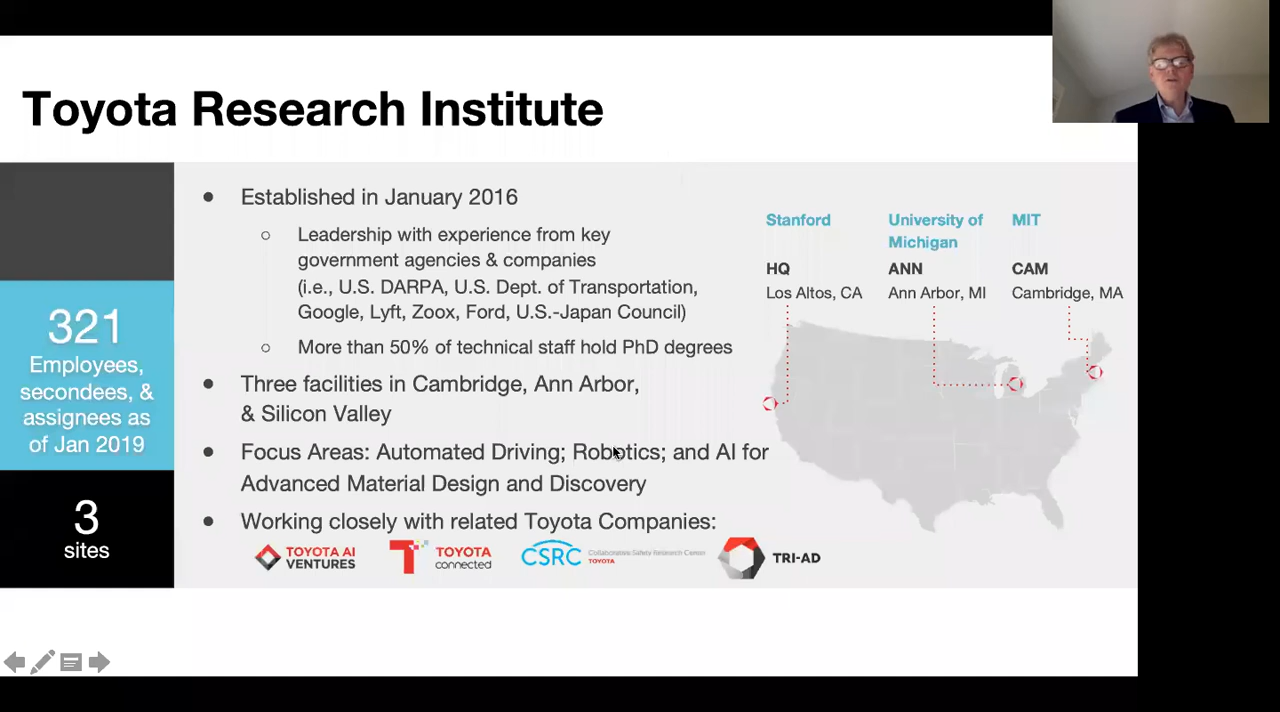 Toyota Research Institute
321
Employees,
secondees, &
assignees as
of Jan 2019
3
sites
● Established in January 2016
○ Leadership with experience from key
government agencies & companies
(i.e., U.S. DARPA, U.S. Dept. of Transportation,
Google, Lyft, Zoox, Ford, U.S.-Japan Council)
○ More than 50% of technical staff hold PhD degrees
● Three facilities in Cambridge, Ann Arbor,
& Silicon Valley
● Focus Areas: Automated Driving; Robotics; and AI for
Advanced Material Design and Discovery
● Working closely with related Toyota Companies:
TOYOTA AI
VENTURES
TOYOTA
connected
CSRC
Collaborative Safety Research Center
TOYOTA
TRI-AD
Stanford
HQ
Los Altos, CA
University of
Michigan
ANN
Ann Arbor, MI
MIT
CAM
Cambridge, MA